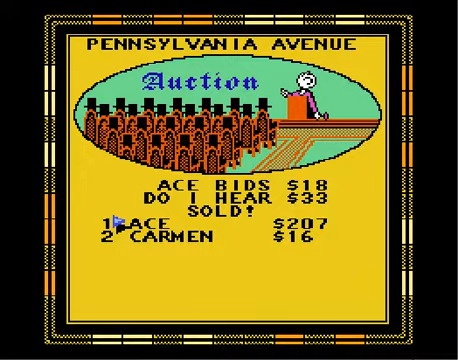 PENNSYLVANIA AVENUE
Auction
ACE BIDS $18
DO I HEAR $33
SOLD!
1 ACE $207
2 CARMEN $16